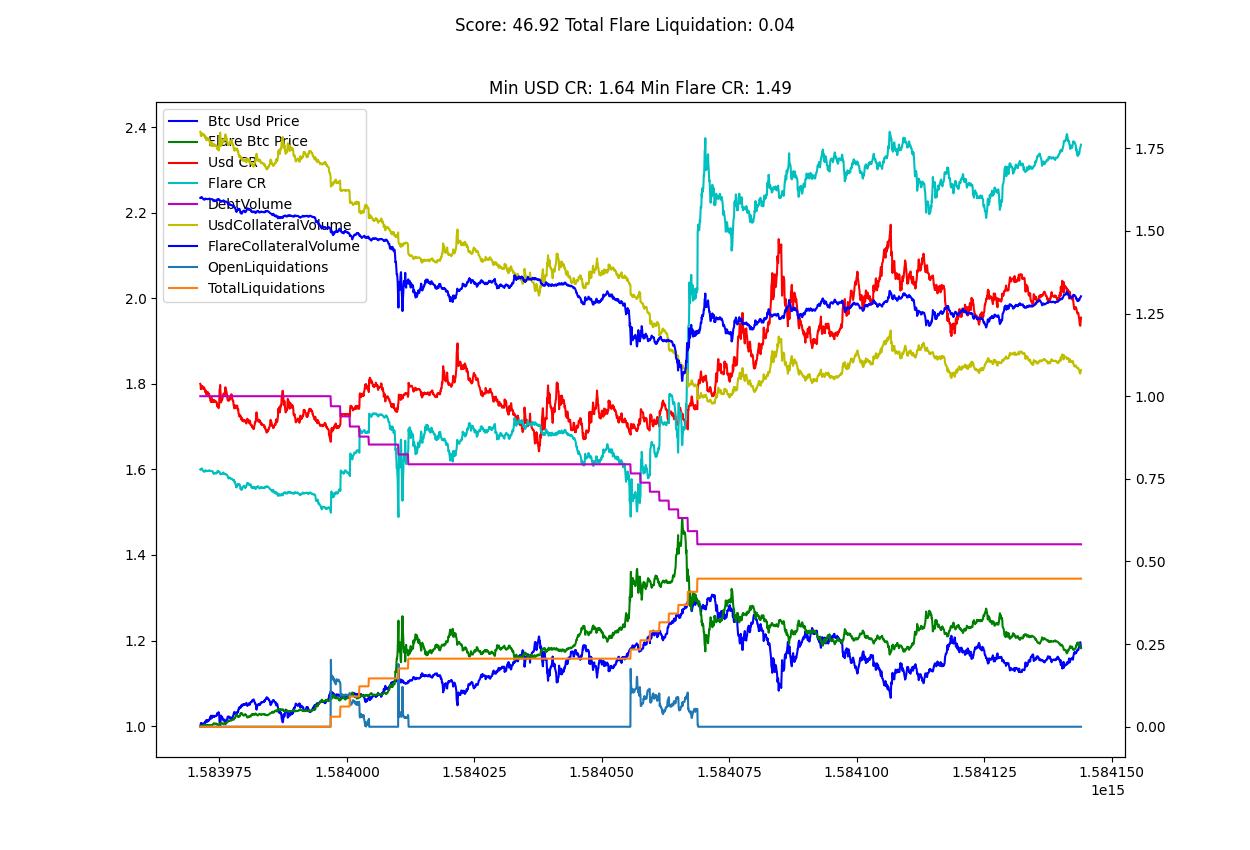 Score: 46.92 Total Flare Liquidation: 0.04
Min USD CR: 1.64 Min Flare CR: 1.49
Btc Usd Price
Flare Btc Price
Usd CR
Flare CR
DebtVolume
UsdCollateralVolume
FlareCollateralVolume
OpenLiquidations
TotalLiquidations
2.4
2.2
2.0
1.8
1.6
1.4
1.2
1.0
1.75
1.50
1.25
1.00
0.75
0.50
0.25
0.00
1.583975 1.584000 1.584025 1.584050 1.584075 1.584100 1.584125 1.584150
1e15